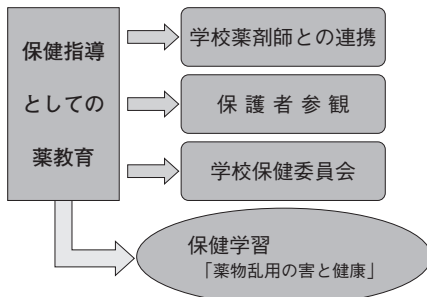 保健指導
としての
薬教育
学校薬剤師との連携
保護者参観
学校保健委員会
保健学習
「薬物乱用の害と健康」